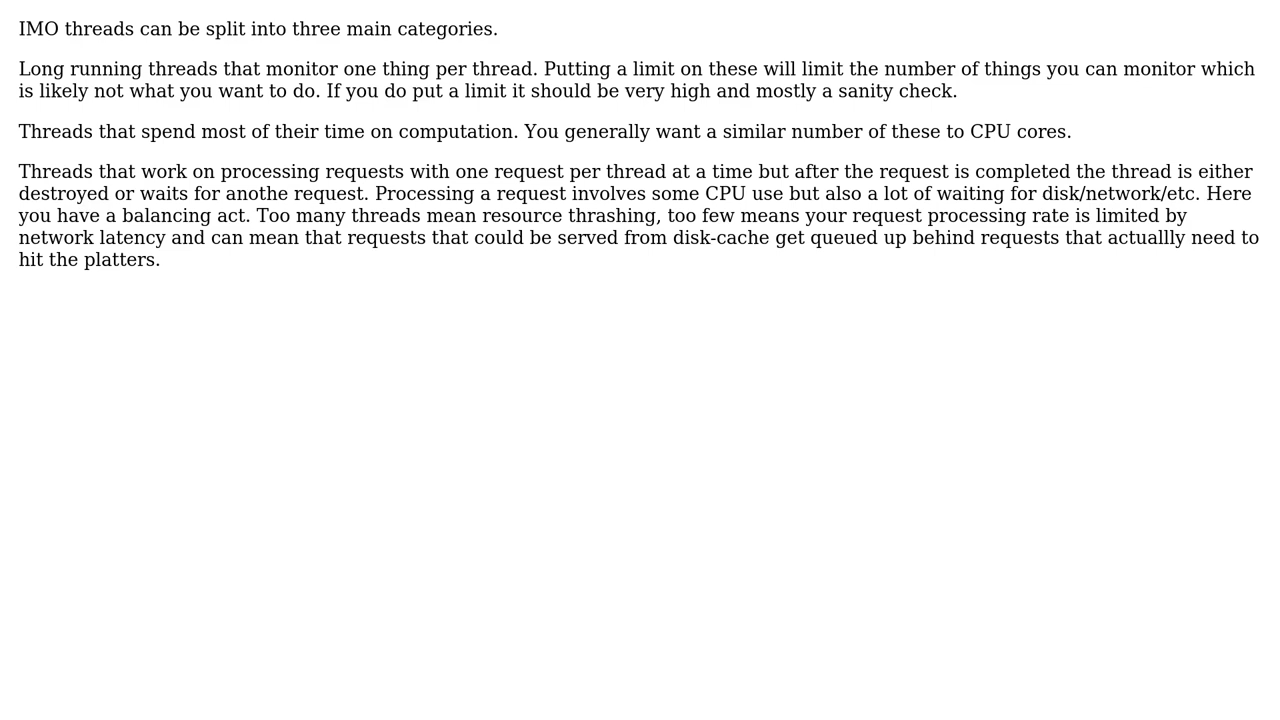 IMO threads can be split into three main categories.
Long running threads that monitor one thing per thread. Putting a limit on these will limit the number of things you can monitor which
is likely not what you want to do. If you do put a limit it should be very high and mostly a sanity check.
Threads that spend most of their time on computation. You generally want a similar number of these to CPU cores.
Threads that work on processing requests with one request per thread at a time but after the request is completed the thread is either
destroyed or waits for anothe request. Processing a request involves some CPU use but also a lot of waiting for disk/network/etc. Here
you have a balancing act. Too many threads mean resource thrashing, too few means your request processing rate is limited by
network latency and can mean that requests that could be served from disk-cache get queued up behind requests that actuallly need to
hit the platters.